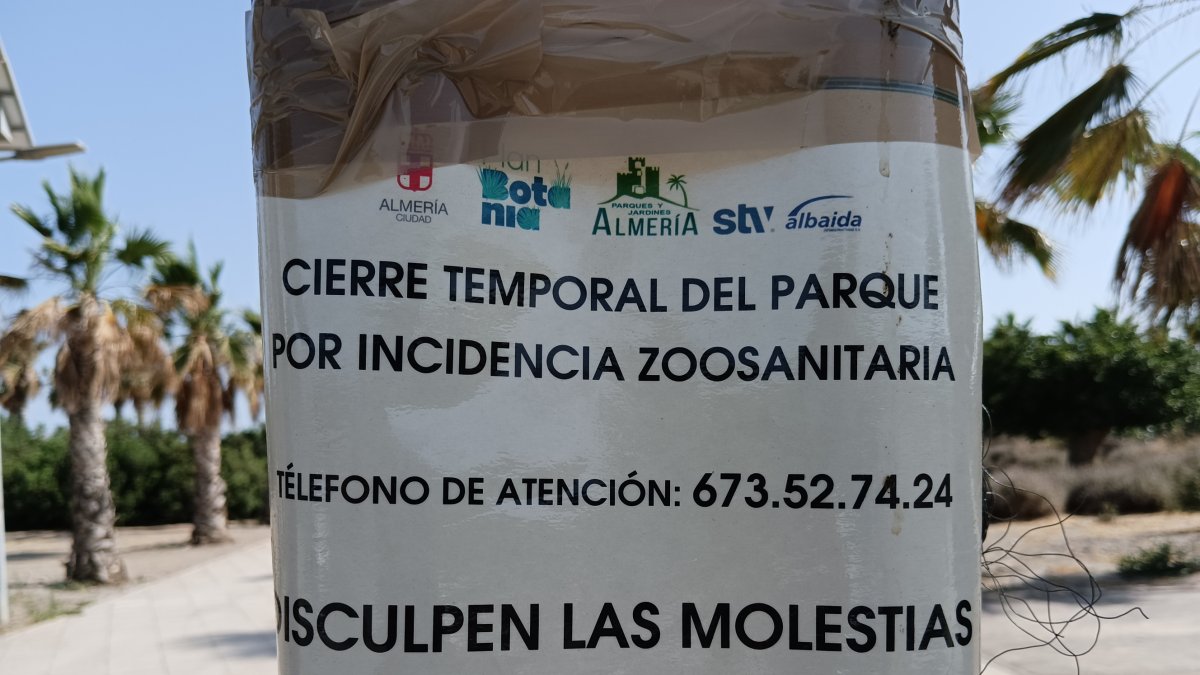 ALMERÍA
CIUDAD
Plan
Bota
nia
PARQUES Y
JARDINES
ALMERÍA
stv
albaida
CIERRE TEMPORAL DEL PARQUE
POR INCIDENCIA ZOOSANITARIA
TÉLEFONO DE ATENCIÓN: 673.52.74.24
DISCULPEN LAS MOLESTIAS